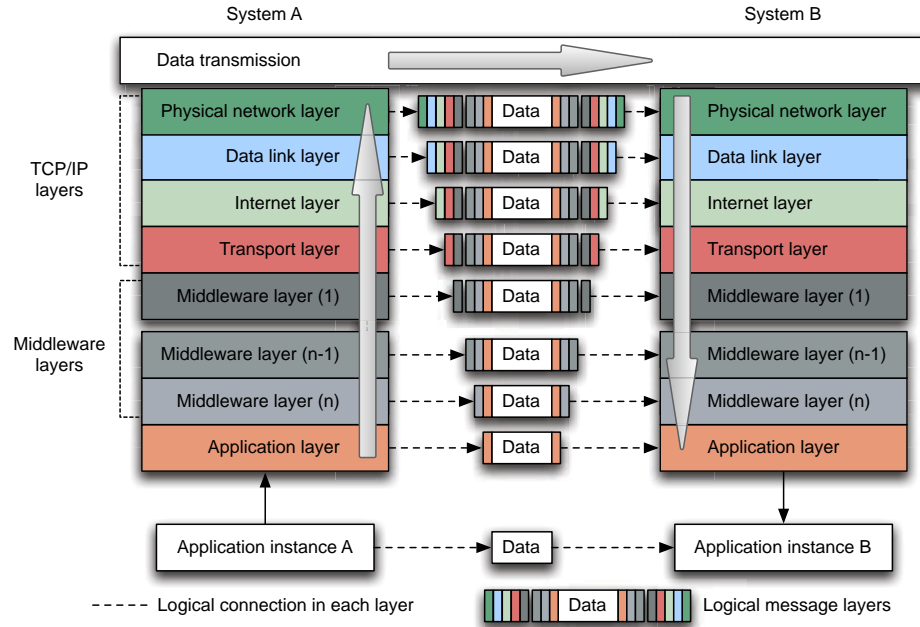 System A
System B
Data transmission
TCP/IP
layers
Physical network layer
Data
Physical network layer
Data link layer
Data
Data link layer
Internet layer
Data
Internet layer
Transport layer
Data
Transport layer
Middleware
layers
Middleware layer (1)
Data
Middleware layer (1)
Middleware layer (n-1)
Data
Middleware layer (n-1)
Middleware layer (n)
Data
Middleware layer (n)
Application layer
Data
Application layer
Application instance A
Data
Application instance B
Logical connection in each layer
Data
Logical message layers